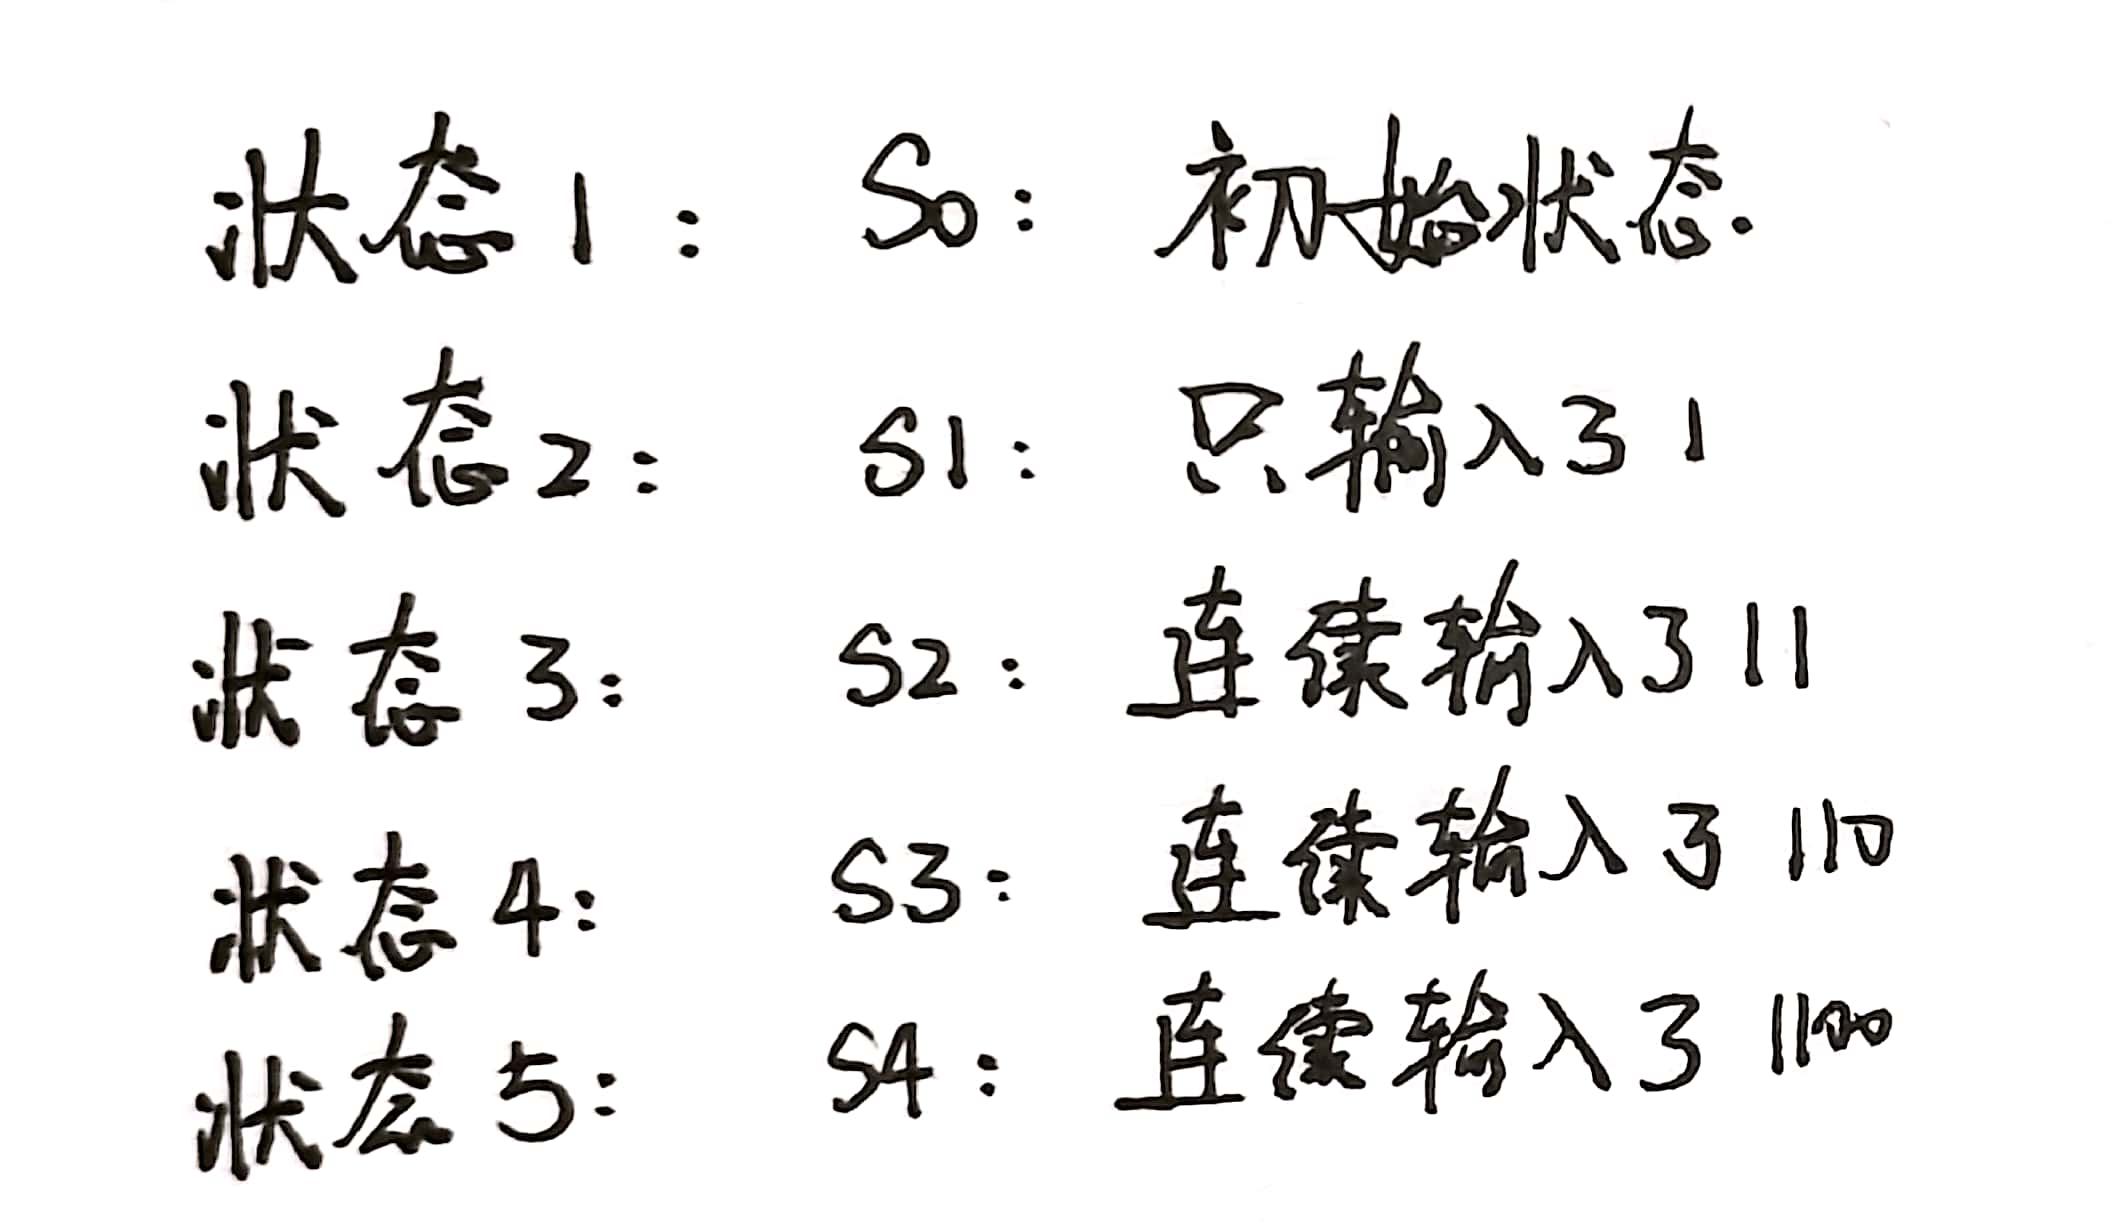 状态1： S0： 初始状态.
状态2： S1： 只输入了1
状态3： S2： 连续输入了11
状态4： S3： 连续输入了110
状态5： S4： 连续输入了1100